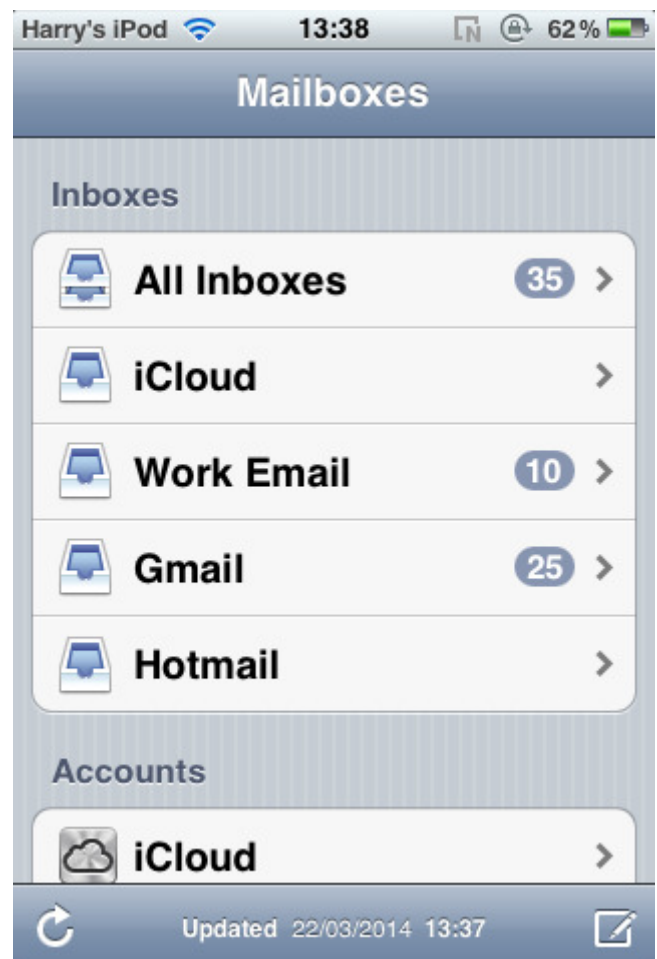 Harry's iPod 13:38 N 62%
Mailboxes
Inboxes
All Inboxes 35
iCloud
Work Email 10
Gmail 25
Hotmail
Accounts
iCloud
Updated 22/03/2014 13:37